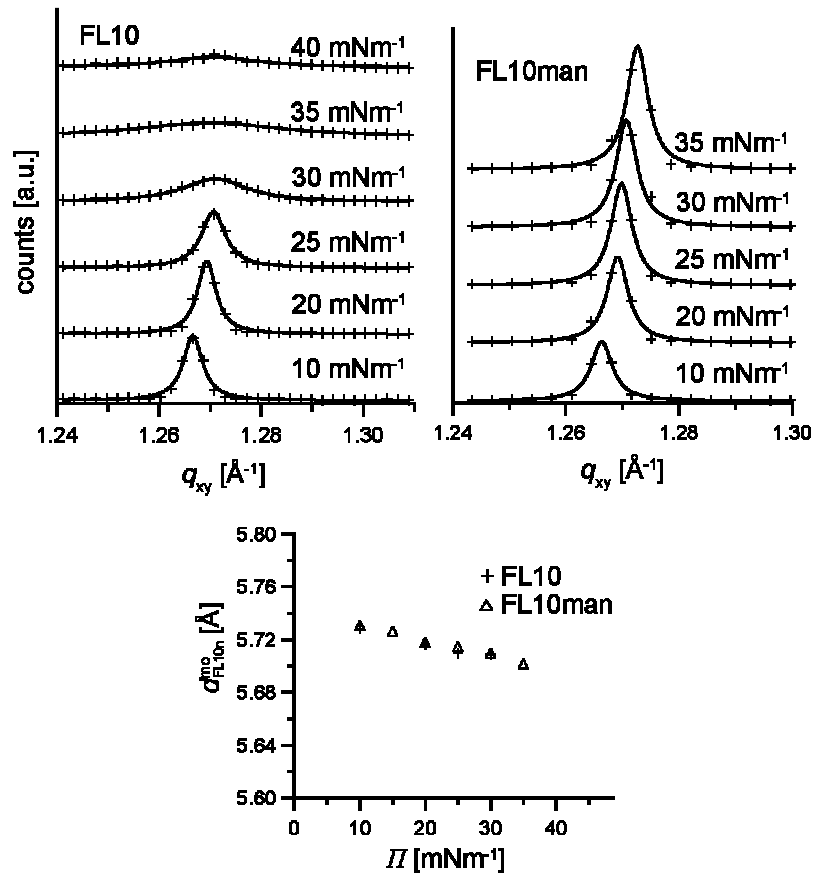 FL10
40 mNm⁻¹
35 mNm⁻¹
30 mNm⁻¹
25 mNm⁻¹
20 mNm⁻¹
10 mNm⁻¹
counts [a.u.]
1.24 1.26 1.28 1.30
qxy [Å⁻¹]
FL10man
35 mNm⁻¹
30 mNm⁻¹
25 mNm⁻¹
20 mNm⁻¹
10 mNm⁻¹
1.24 1.26 1.28 1.30
qxy [Å⁻¹]
5.80
5.76
5.72
5.68
5.64
5.60
FL10
FL10man
0 10 20 30 40
Π [mNm⁻¹]